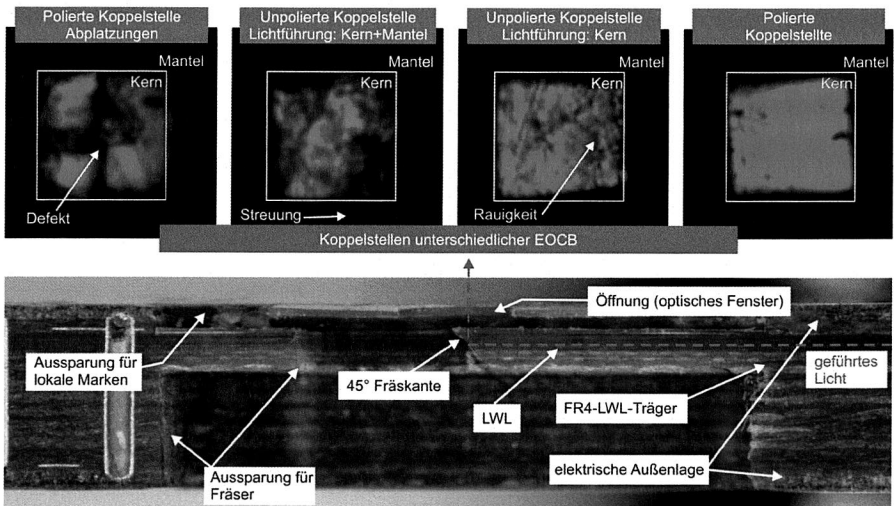 Polierte Koppelstelle
Abplatzungen
Unpolierte Koppelstelle
Lichtführung: Kern+Mantel
Unpolierte Koppelstelle
Lichtführung: Kern
Polierte
Koppelstellte
Mantel
Kern
Defekt
Mantel
Kern
Streuung
Mantel
Kern
Rauigkeit
Mantel
Kern
Koppelstellen unterschiedlicher EOCB
Öffnung (optisches Fenster)
Aussparung für
lokale Marken
45° Fräskante
LWL
FR4-LWL-Träger
geführtes
Licht
Aussparung für
Fräser
elektrische Außenlage